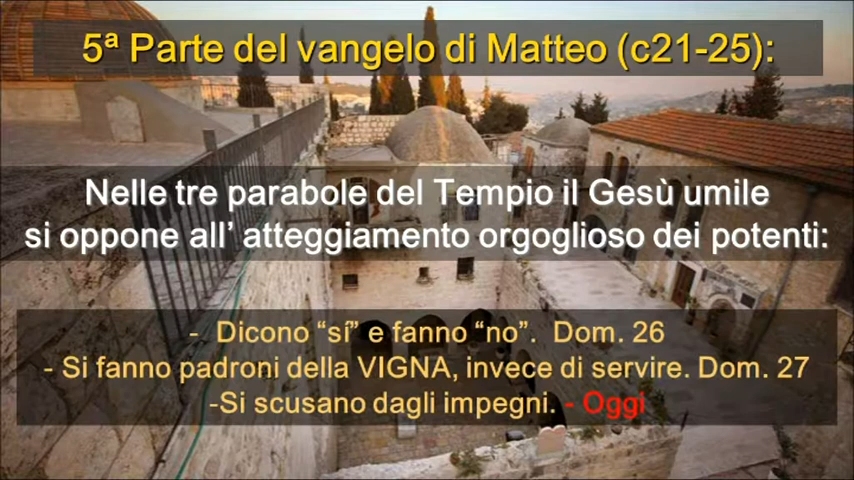 5ª Parte del vangelo di Matteo (c21-25):
Nelle tre parabole del Tempio il Gesù umile
si oppone all’ atteggiamento orgoglioso dei potenti:
- Dicono “sí” e fanno “no”. Dom. 26
- Si fanno padroni della VIGNA, invece di servire. Dom. 27
-Si scusano dagli impegni. - Oggi